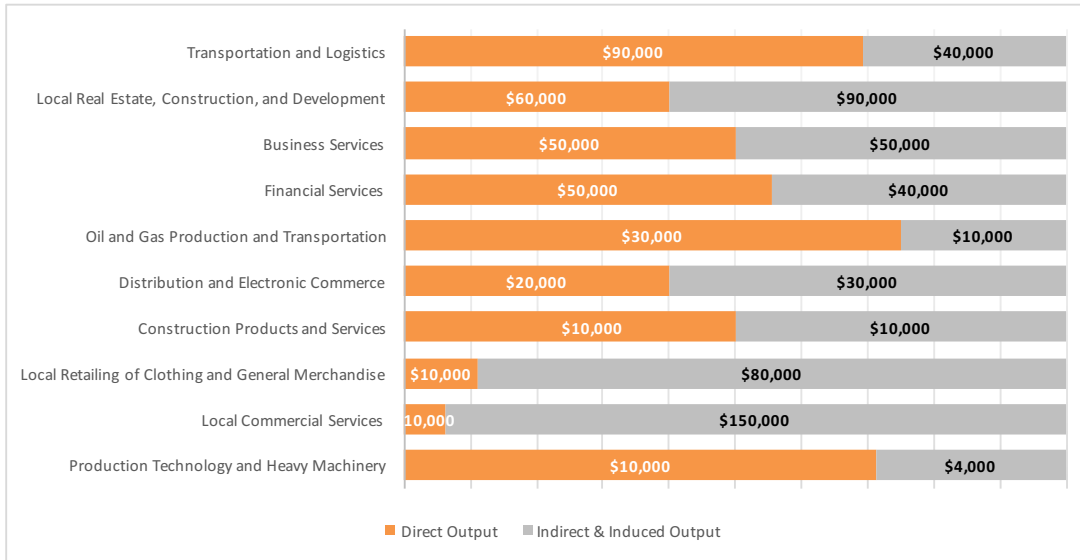 Transportation and Logistics $90,000 $40,000
Local Real Estate, Construction, and Development $60,000 $90,000
Business Services $50,000 $50,000
Financial Services $50,000 $40,000
Oil and Gas Production and Transportation $30,000 $10,000
Distribution and Electronic Commerce $20,000 $30,000
Construction Products and Services $10,000 $10,000
Local Retailing of Clothing and General Merchandise $10,000 $80,000
Local Commercial Services 10,000 $150,000
Production Technology and Heavy Machinery $10,000 $4,000
Direct Output Indirect & Induced Output